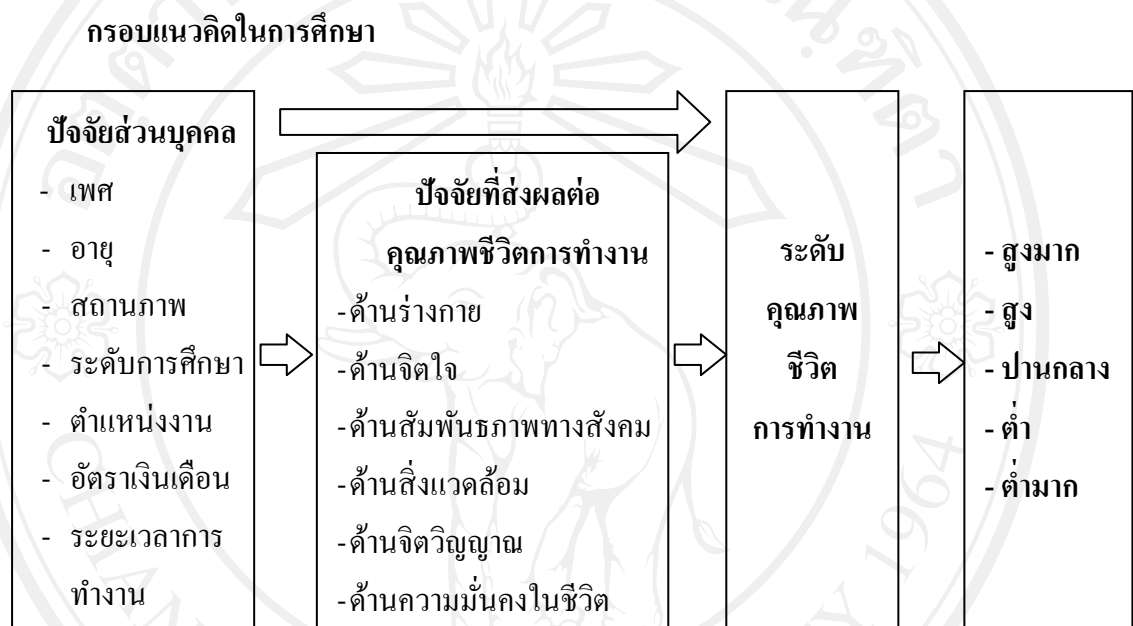 กรอบแนวคิดในการศึกษา
ปัจจัยส่วนบุคคล
- เพศ
- อายุ
- สถานภาพ
- ระดับการศึกษา
- ตำแหน่งงาน
- อัตราเงินเดือน
- ระยะเวลาการ
ทำงาน
ปัจจัยที่ส่งผลต่อ
คุณภาพชีวิตการทำงาน
-ด้านร่างกาย
-ด้านจิตใจ
-ด้านสัมพันธภาพทางสังคม
-ด้านสิ่งแวดล้อม
-ด้านจิตวิญญาณ
-ด้านความมั่นคงในชีวิต
ระดับ
คุณภาพ
ชีวิต
การทำงาน
- สูงมาก
- สูง
- ปานกลาง
- ต่ำ
- ต่ำมาก
1964